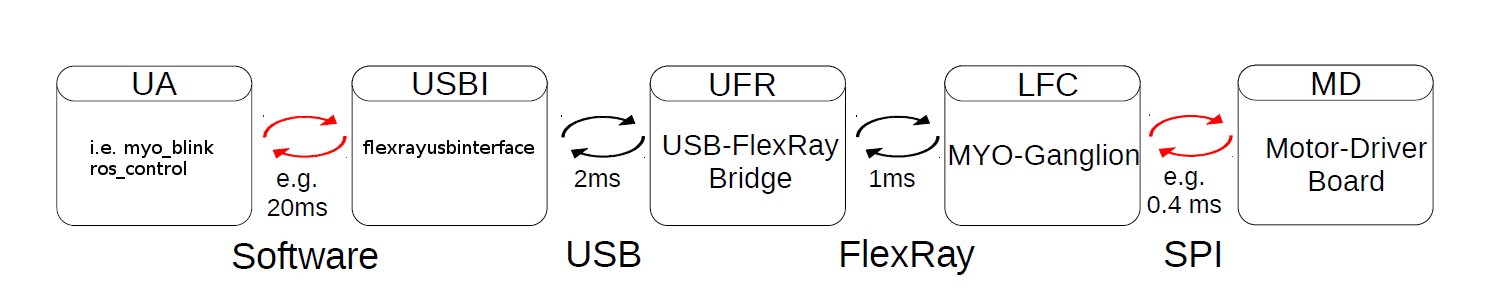 UA
USBI
UFR
LFC
MD
i.e. myo_blink
ros_control
e.g.
20ms
flexrayusbinterface
2ms
USB-FlexRay
Bridge
1ms
MYO-Ganglion
e.g.
0.4 ms
Motor-Driver
Board
Software
USB
FlexRay
SPI